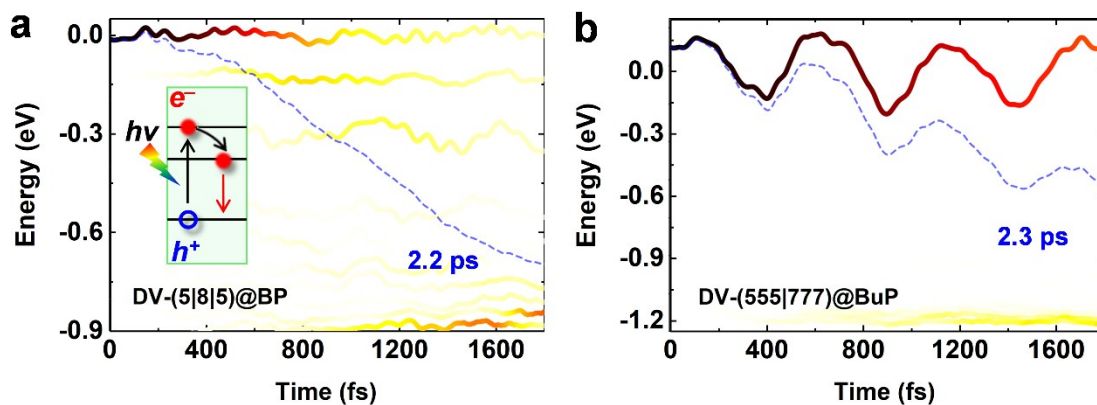 a
Energy (eV)
0.0
-0.3
-0.6
-0.9
e⁻
hν
h⁺
2.2 ps
DV-(5|8|5)@BP
0 400 800 1200 1600
Time (fs)
b
Energy (eV)
0.0
-0.3
-0.6
-0.9
-1.2
2.3 ps
DV-(555|777)@BuP
0 400 800 1200 1600
Time (fs)